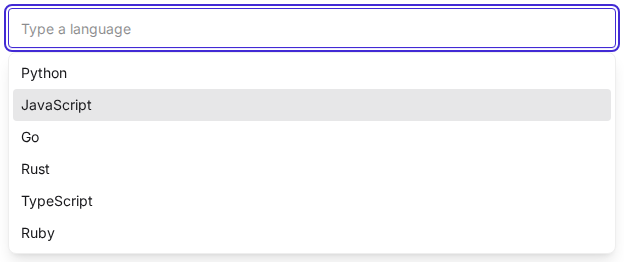 Type a language
Python
JavaScript
Go
Rust
TypeScript
Ruby